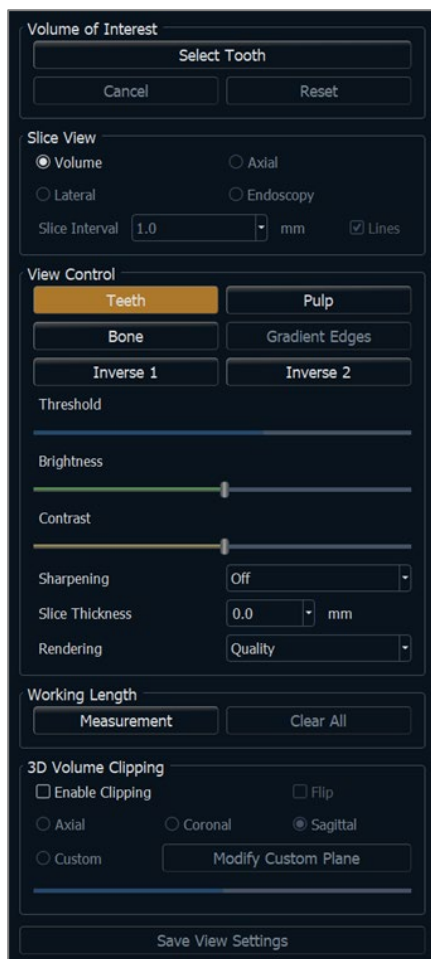 Volume of Interest
Select Tooth
Cancel Reset
Slice View
Volume Axial
Lateral Endoscopy
Slice Interval 1.0 mm Lines
View Control
Teeth Pulp
Bone Gradient Edges
Inverse 1 Inverse 2
Threshold
Brightness
Contrast
Sharpening Off
Slice Thickness 0.0 mm
Rendering Quality
Working Length
Measurement Clear All
3D Volume Clipping
Enable Clipping Flip
Axial Coronal Sagittal
Custom Modify Custom Plane
Save View Settings